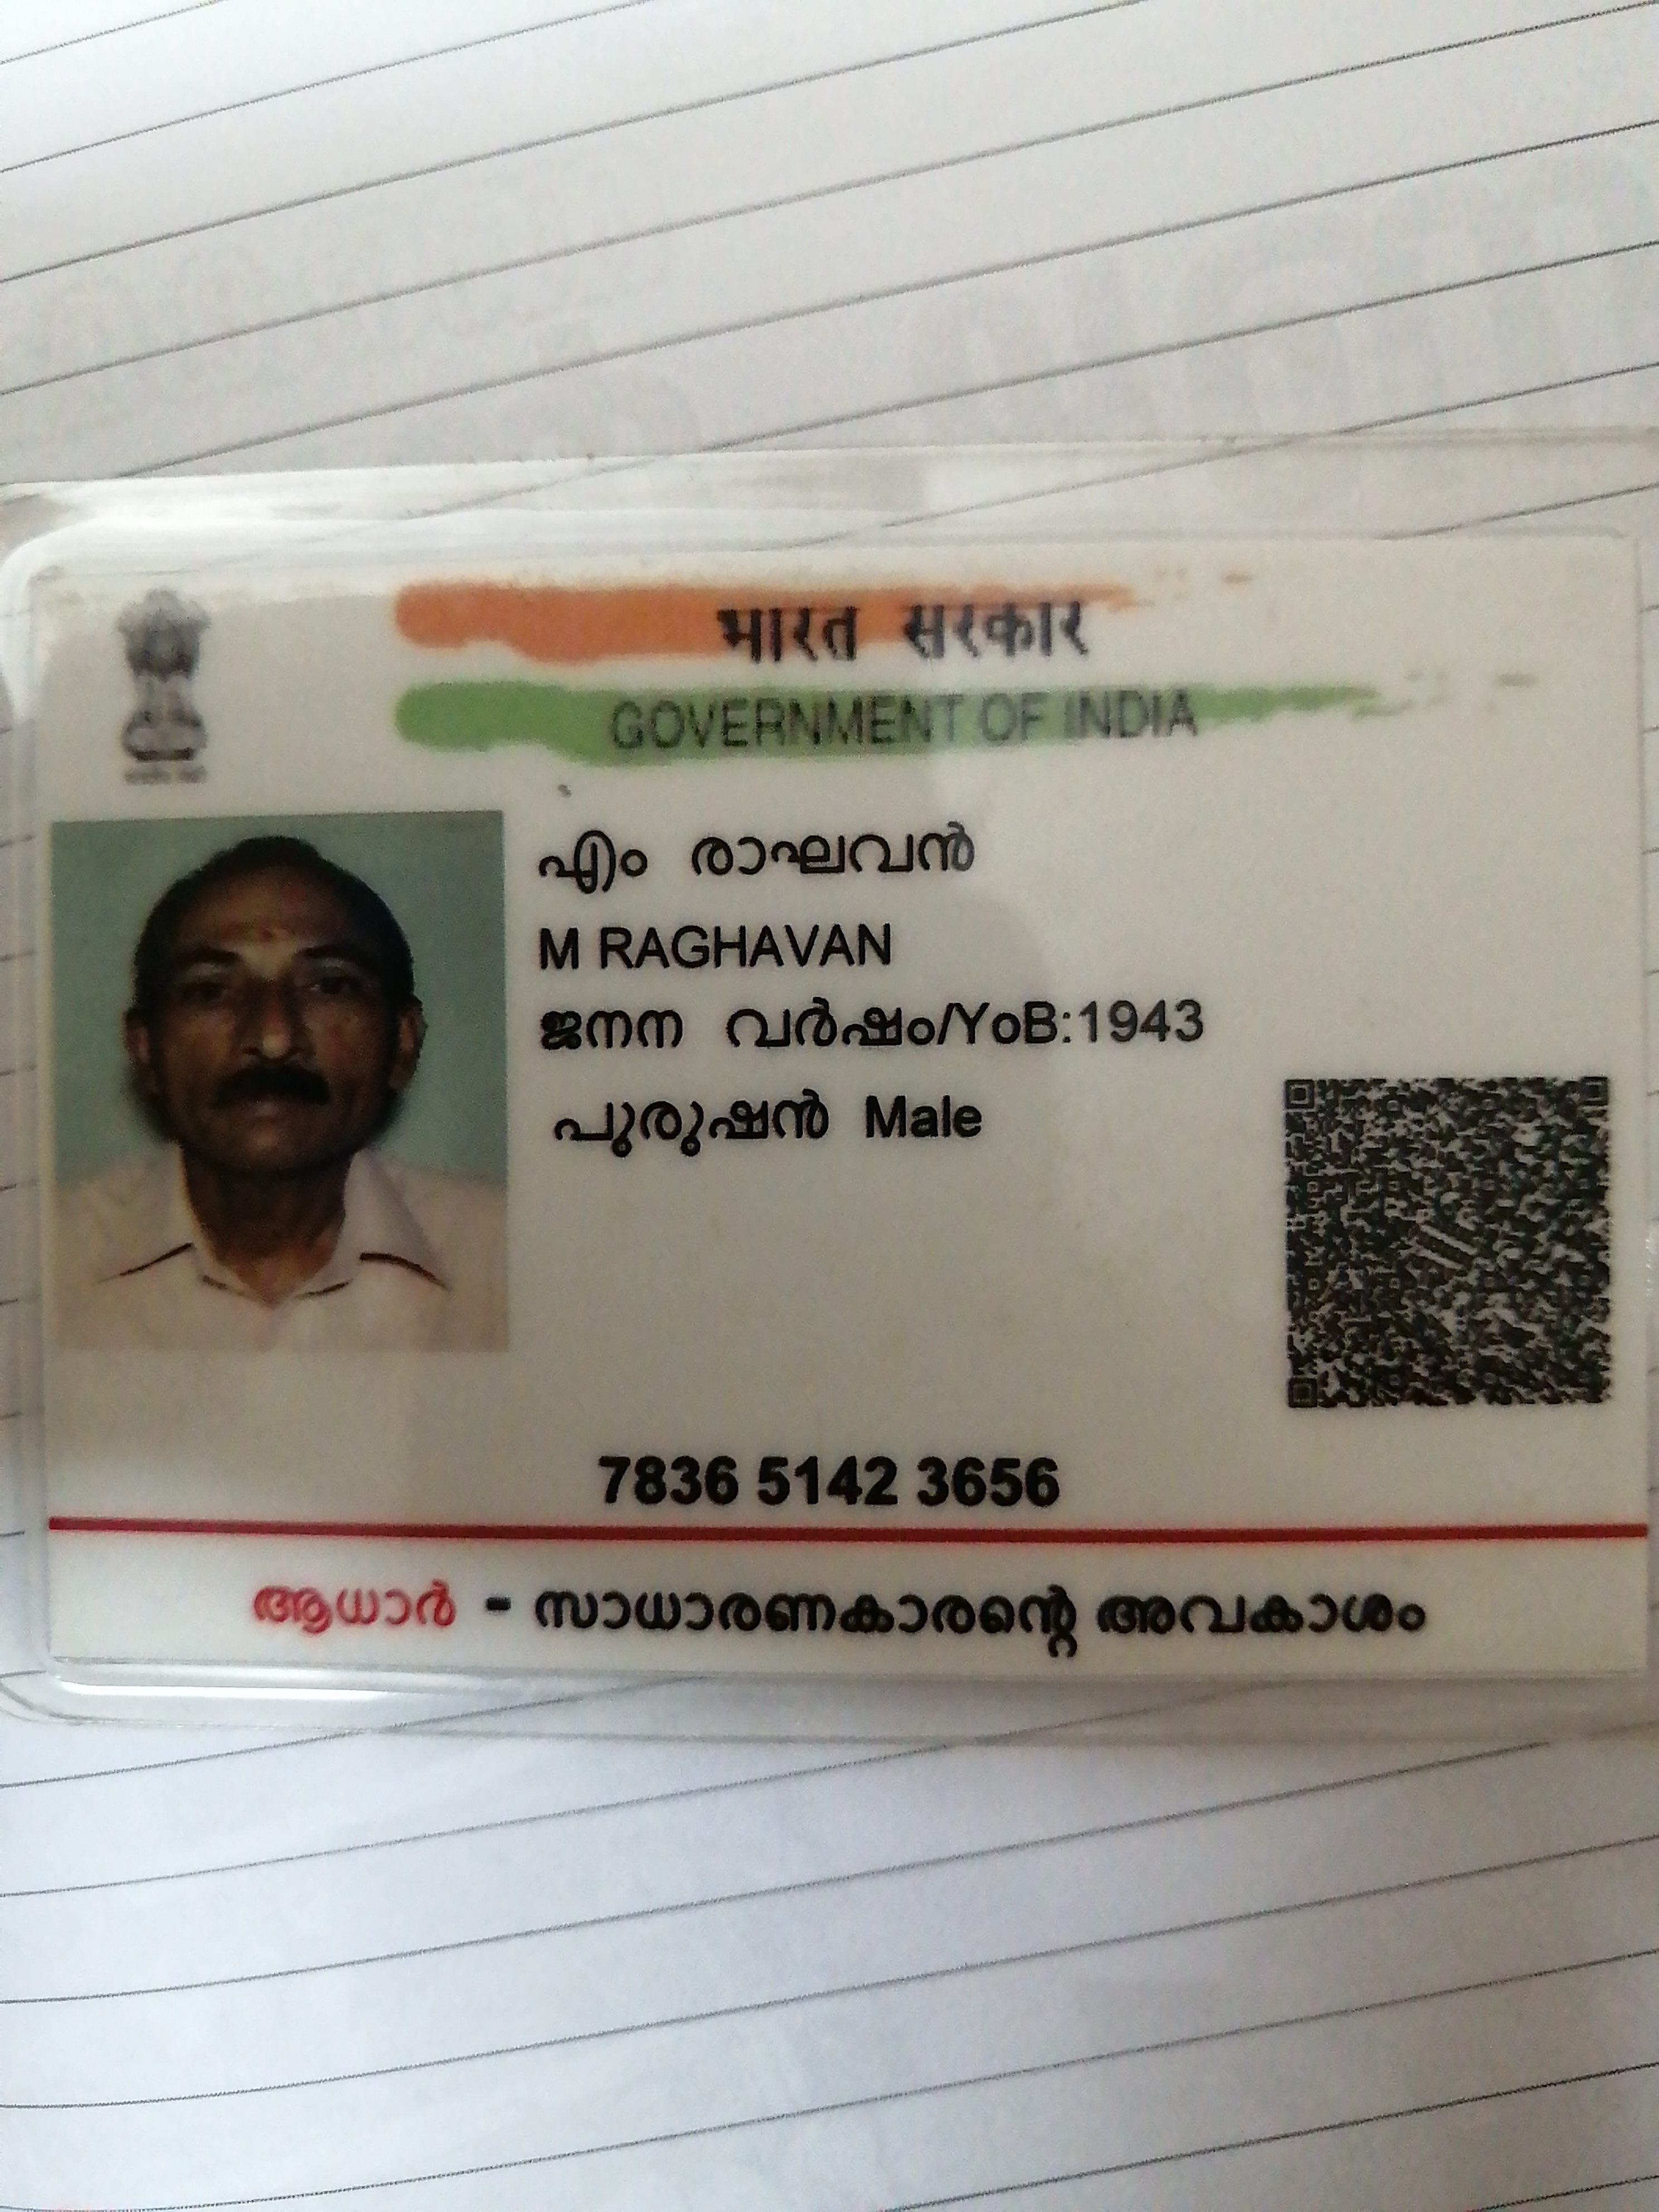 भारत सरकार
GOVERNMENT OF INDIA
എം രാഘവൻ
M RAGHAVAN
ജനന വർഷം/YoB:1943
പുരുഷൻ Male
7836 5142 3656
ആധാർ - സാധാരണകാരന്റെ അവകാശം